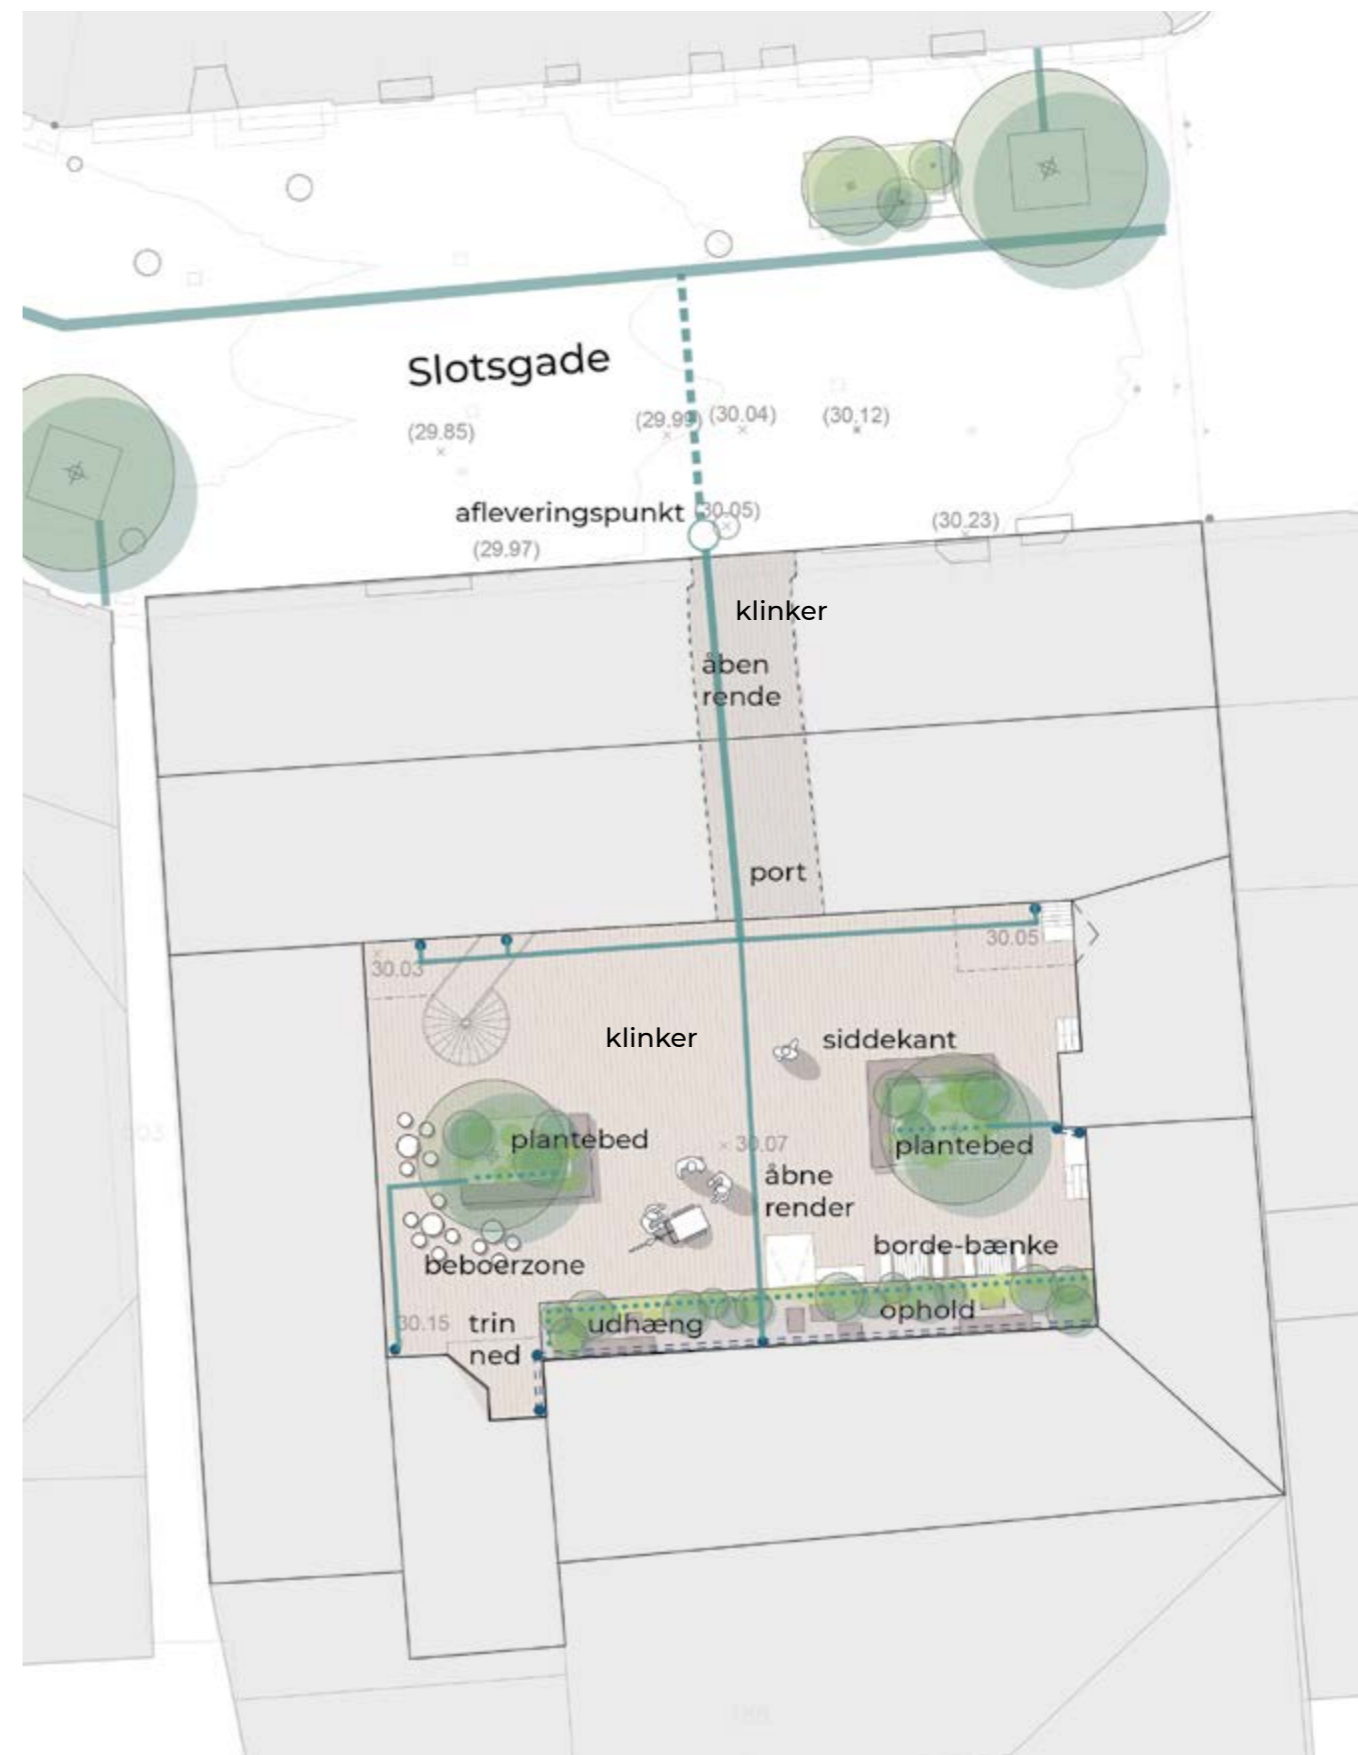 Slotsgade
(29.85)
(29.99)
(30.04)
(30.12)
afleveringspunkt
(30.05)
(30.23)
(29.97)
klinker
åben
rende
port
30.03
30.05
klinker
siddekant
plantebed
× 30.07
plantebed
åbne
render
borde-bænke
beboerzone
30.15
trin
ned
udhæng
ophold